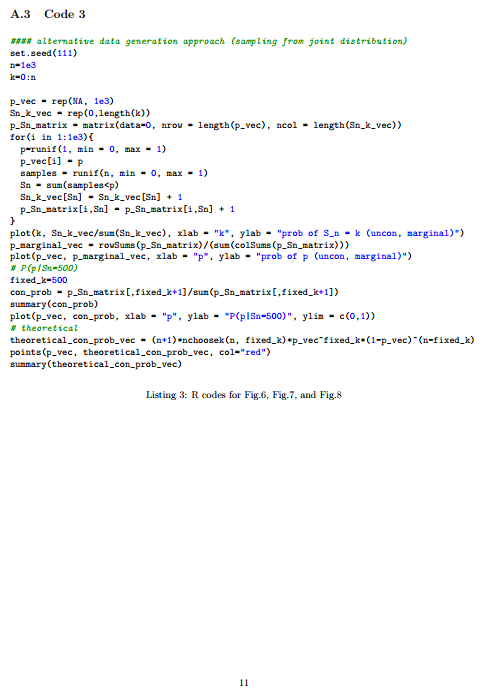 A.3 Code 3
#### alternative data generation approach (sampling from joint distribution)
set.seed(111)
n=1e3
k=0:n
p_vec = rep(NA, 1e3)
Sn_k_vec = rep(0,length(k))
p_Sn_matrix = matrix(data=0, nrow = length(p_vec), ncol = length(Sn_k_vec))
for(i in 1:1e3){
p=runif(1, min = 0, max = 1)
p_vec[i] = p
samples = runif(n, min = 0, max = 1)
Sn = sum(samples<p)
Sn_k_vec[Sn] = Sn_k_vec[Sn] + 1
p_Sn_matrix[i,Sn] = p_Sn_matrix[i,Sn] + 1
}
plot(k, Sn_k_vec/sum(Sn_k_vec), xlab = "k", ylab = "prob of S_n = k (uncon, marginal)")
p_marginal_vec = rowSums(p_Sn_matrix)/(sum(colSums(p_Sn_matrix)))
plot(p_vec, p_marginal_vec, xlab = "p", ylab = "prob of p (uncon, marginal)")
# P(p|Sn=500)
fixed_k=500
con_prob = p_Sn_matrix[,fixed_k+1]/sum(p_Sn_matrix[,fixed_k+1])
summary(con_prob)
plot(p_vec, con_prob, xlab = "p", ylab = "P(p|Sn=500)", ylim = c(0,1))
# theoretical
theoretical_con_prob_vec = (n+1)*nchoosek(n, fixed_k)*p_vec^fixed_k*(1-p_vec)^(n-fixed_k)
points(p_vec, theoretical_con_prob_vec, col="red")
summary(theoretical_con_prob_vec)
Listing 3: R codes for Fig.6, Fig.7, and Fig.8
11